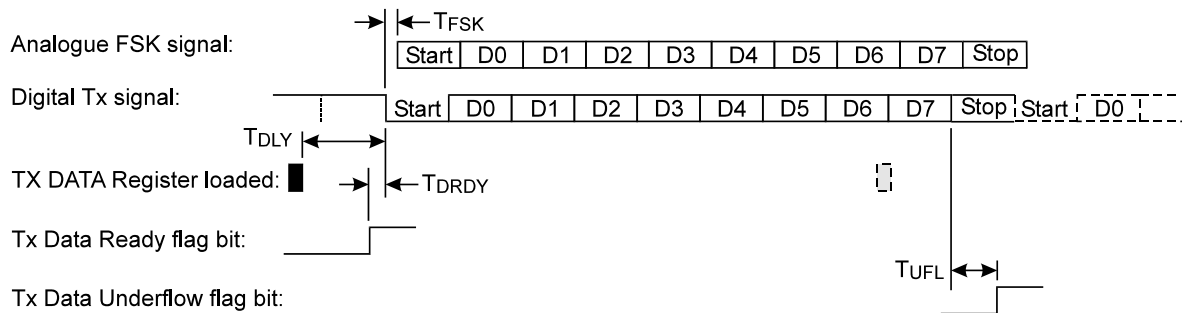 TFSK
Analogue FSK signal:
Start D0 D1 D2 D3 D4 D5 D6 D7 Stop
Digital Tx signal:
Start D0 D1 D2 D3 D4 D5 D6 D7 Stop Start D0
TDLY
TX DATA Register loaded:
TDRDY
Tx Data Ready flag bit:
TUFL
Tx Data Underflow flag bit: